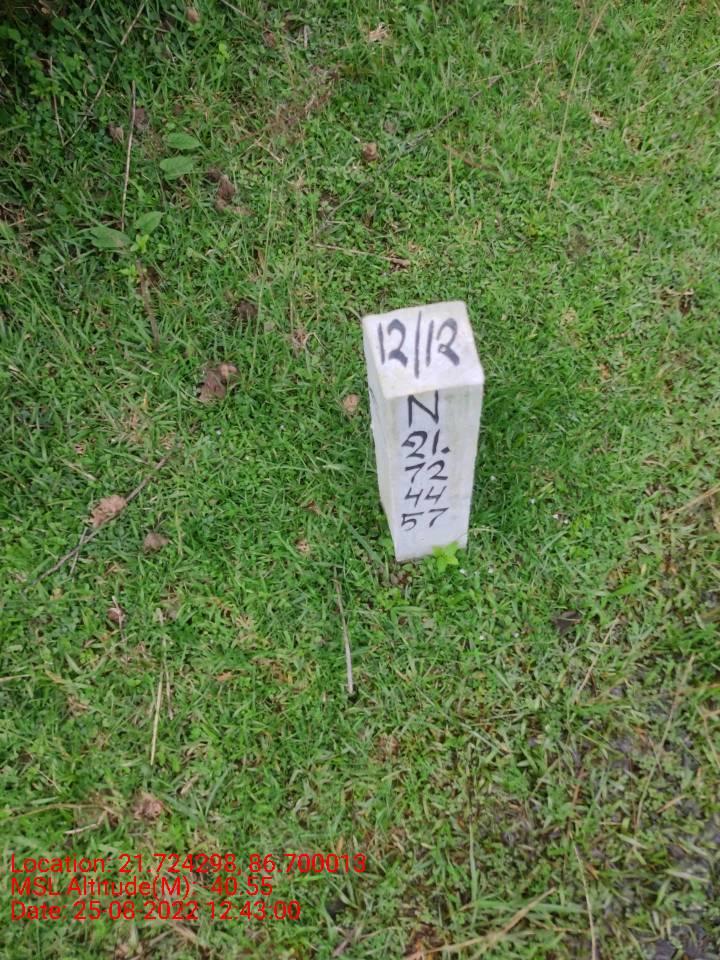 12/12
N
21.
72
44
57
Location: 21.724298, 86.700013
MSL Altitude(M) : 40.55
Date: 25-08-2022 12:43:00